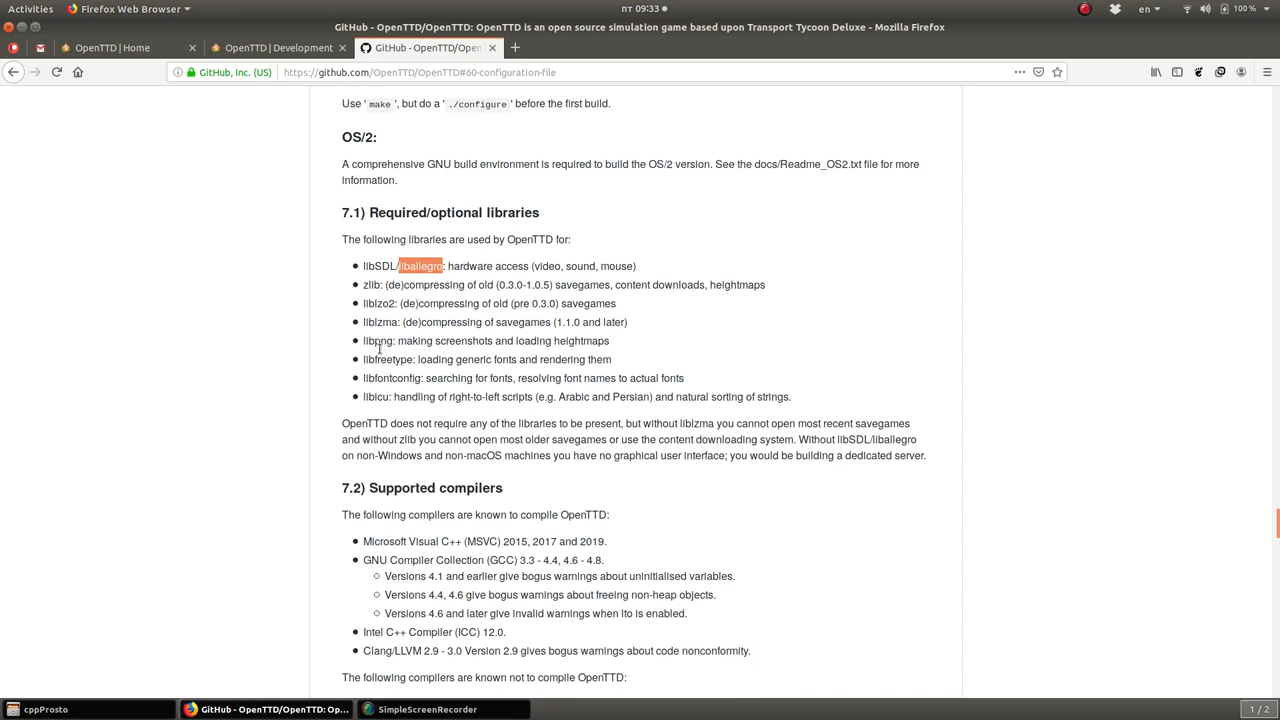 Activities Firefox Web Browser пт 09:33 en 100 %
GitHub - OpenTTD/OpenTTD: OpenTTD is an open source simulation game based upon Transport Tycoon Deluxe - Mozilla Firefox
OpenTTD | Home OpenTTD | Development GitHub - OpenTTD/Open
GitHub, Inc. (US) https://github.com/OpenTTD/OpenTTD#60-configuration-file
Use ' make ', but do a ' ./configure ' before the first build.
OS/2:
A comprehensive GNU build environment is required to build the OS/2 version. See the docs/Readme_OS2.txt file for more
information.
7.1) Required/optional libraries
The following libraries are used by OpenTTD for:
libSDL/liballegro: hardware access (video, sound, mouse)
zlib: (de)compressing of old (0.3.0-1.0.5) savegames, content downloads, heightmaps
liblzo2: (de)compressing of old (pre 0.3.0) savegames
liblzma: (de)compressing of savegames (1.1.0 and later)
libpng: making screenshots and loading heightmaps
libfreetype: loading generic fonts and rendering them
libfontconfig: searching for fonts, resolving font names to actual fonts
libicu: handling of right-to-left scripts (e.g. Arabic and Persian) and natural sorting of strings.
OpenTTD does not require any of the libraries to be present, but without liblzma you cannot open most recent savegames
and without zlib you cannot open most older savegames or use the content downloading system. Without libSDL/liballegro
on non-Windows and non-macOS machines you have no graphical user interface; you would be building a dedicated server.
7.2) Supported compilers
The following compilers are known to compile OpenTTD:
Microsoft Visual C++ (MSVC) 2015, 2017 and 2019.
GNU Compiler Collection (GCC) 3.3 - 4.4, 4.6 - 4.8.
Versions 4.1 and earlier give bogus warnings about uninitialised variables.
Versions 4.4, 4.6 give bogus warnings about freeing non-heap objects.
Versions 4.6 and later give invalid warnings when lto is enabled.
Intel C++ Compiler (ICC) 12.0.
Clang/LLVM 2.9 - 3.0 Version 2.9 gives bogus warnings about code nonconformity.
The following compilers are known not to compile OpenTTD:
cppProsto GitHub - OpenTTD/OpenTTD: Op... SimpleScreenRecorder 1 / 2